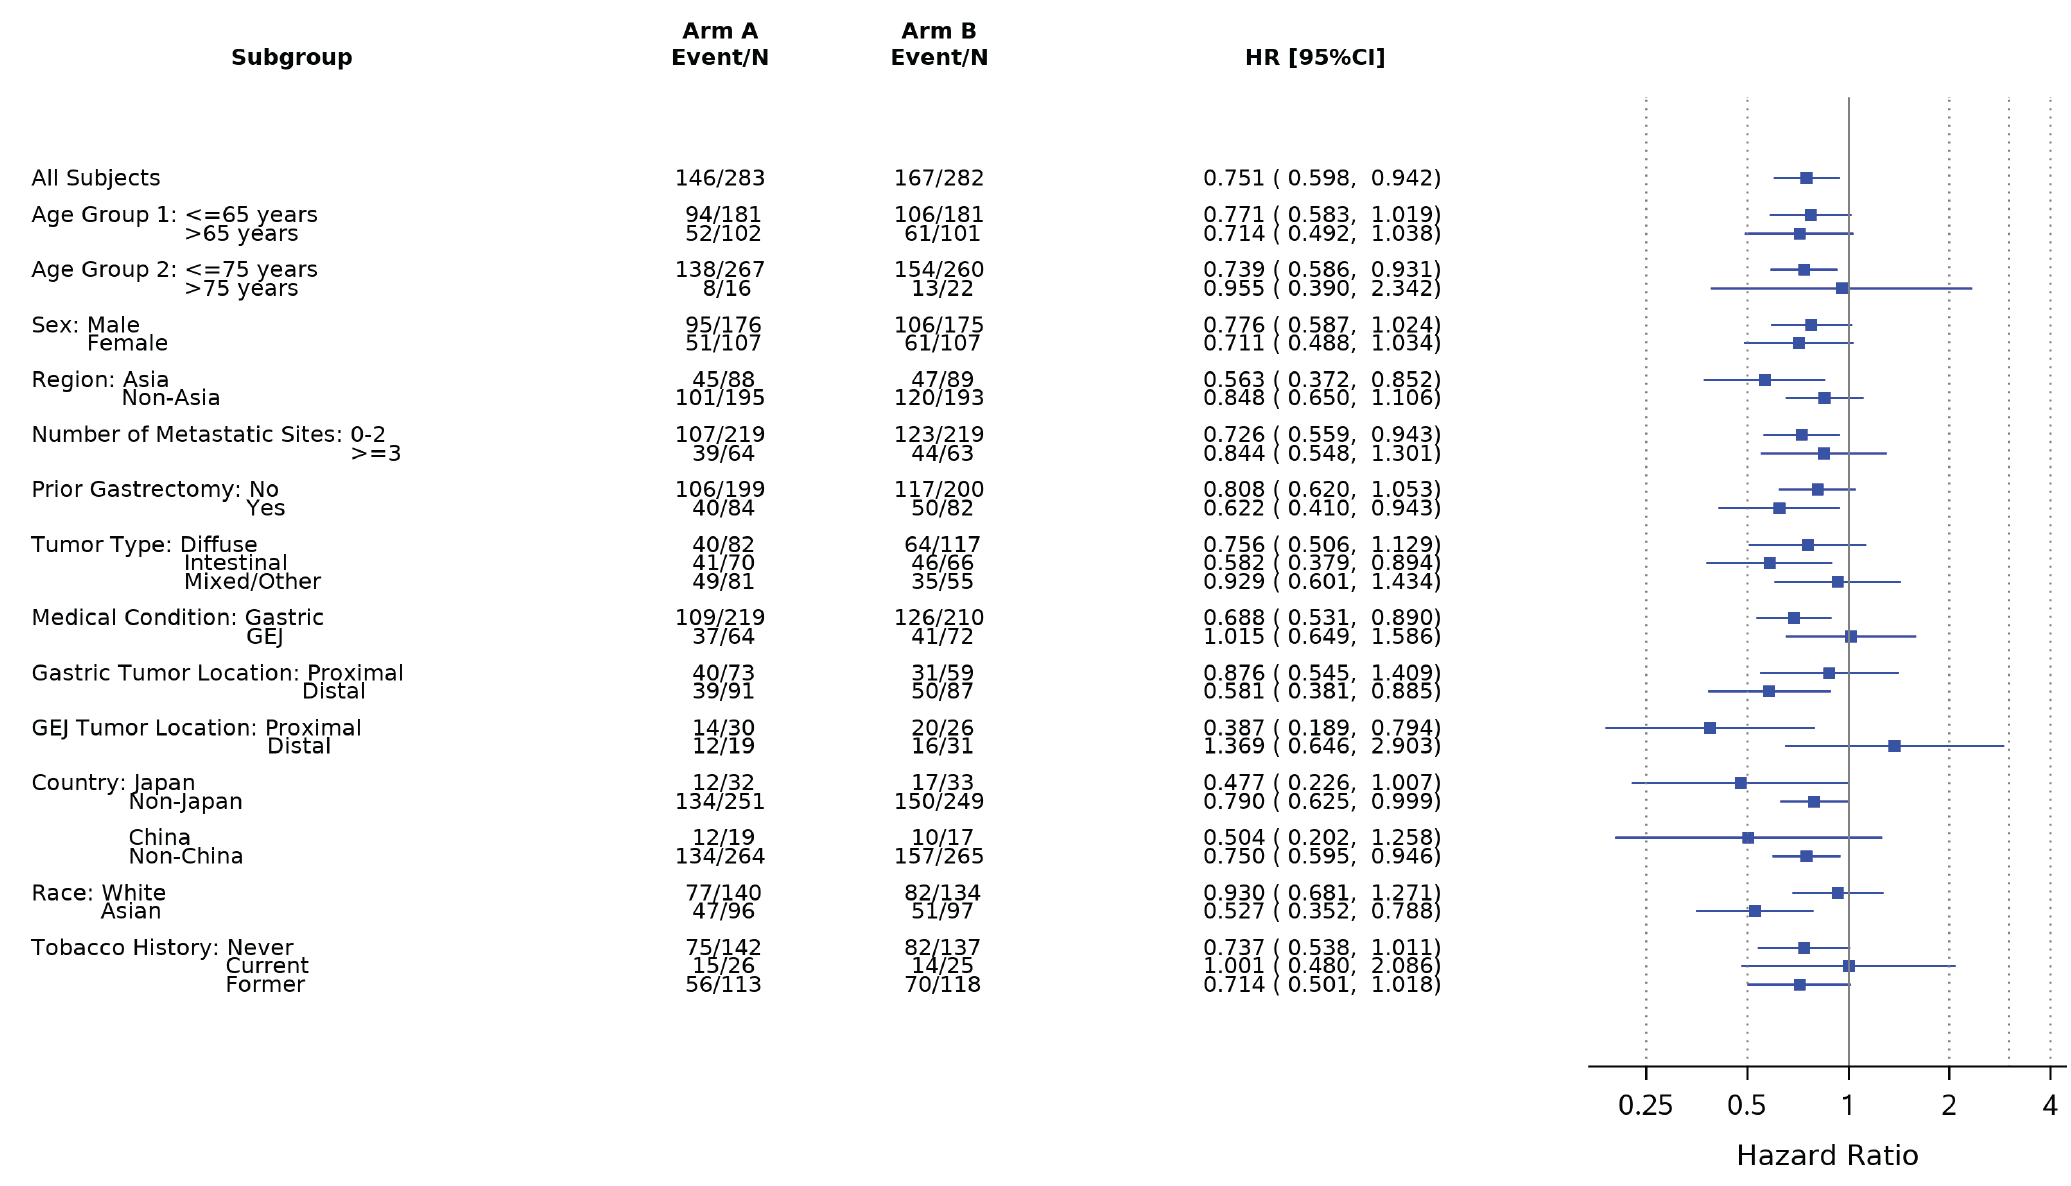 Arm A Arm B
Subgroup Event/N Event/N HR [95%CI]
All Subjects 146/283 167/282 0.751 ( 0.598, 0.942)
Age Group 1: <=65 years 94/181 106/181 0.771 ( 0.583, 1.019)
>65 years 52/102 61/101 0.714 ( 0.492, 1.038)
Age Group 2: <=75 years 138/267 154/260 0.739 ( 0.586, 0.931)
>75 years 8/16 13/22 0.955 ( 0.390, 2.342)
Sex: Male 95/176 106/175 0.776 ( 0.587, 1.024)
Female 51/107 61/107 0.711 ( 0.488, 1.034)
Region: Asia 45/88 47/89 0.563 ( 0.372, 0.852)
Non-Asia 101/195 120/193 0.848 ( 0.650, 1.106)
Number of Metastatic Sites: 0-2 107/219 123/219 0.726 ( 0.559, 0.943)
>=3 39/64 44/63 0.844 ( 0.548, 1.301)
Prior Gastrectomy: No 106/199 117/200 0.808 ( 0.620, 1.053)
Yes 40/84 50/82 0.622 ( 0.410, 0.943)
Tumor Type: Diffuse 40/82 64/117 0.756 ( 0.506, 1.129)
Intestinal 41/70 46/66 0.582 ( 0.379, 0.894)
Mixed/Other 49/81 35/55 0.929 ( 0.601, 1.434)
Medical Condition: Gastric 109/219 126/210 0.688 ( 0.531, 0.890)
GEJ 37/64 41/72 1.015 ( 0.649, 1.586)
Gastric Tumor Location: Proximal 40/73 31/59 0.876 ( 0.545, 1.409)
Distal 39/91 50/87 0.581 ( 0.381, 0.885)
GEJ Tumor Location: Proximal 14/30 20/26 0.387 ( 0.189, 0.794)
Distal 12/19 16/31 1.369 ( 0.646, 2.903)
Country: Japan 12/32 17/33 0.477 ( 0.226, 1.007)
Non-Japan 134/251 150/249 0.790 ( 0.625, 0.999)
China 12/19 10/17 0.504 ( 0.202, 1.258)
Non-China 134/264 157/265 0.750 ( 0.595, 0.946)
Race: White 77/140 82/134 0.930 ( 0.681, 1.271)
Asian 47/96 51/97 0.527 ( 0.352, 0.788)
Tobacco History: Never 75/142 82/137 0.737 ( 0.538, 1.011)
Current 15/26 14/25 1.001 ( 0.480, 2.086)
Former 56/113 70/118 0.714 ( 0.501, 1.018)
0.25 0.5 1 2 4
Hazard Ratio